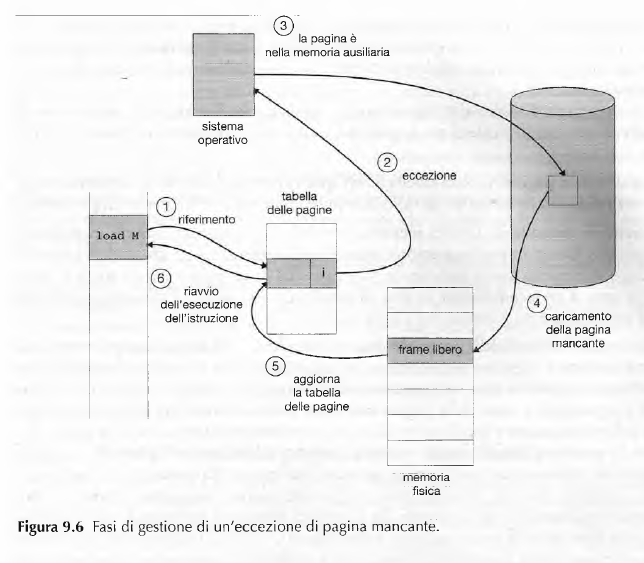 3
la pagina è
nella memoria ausiliaria
sistema
operativo
2
eccezione
tabella
delle pagine
1
riferimento
load M
i
6
riavvio
dell'esecuzione
dell'istruzione
4
caricamento
della pagina
mancante
frame libero
5
aggiorna
la tabella
delle pagine
memoria
fisica
Figura 9.6 Fasi di gestione di un'eccezione di pagina mancante.